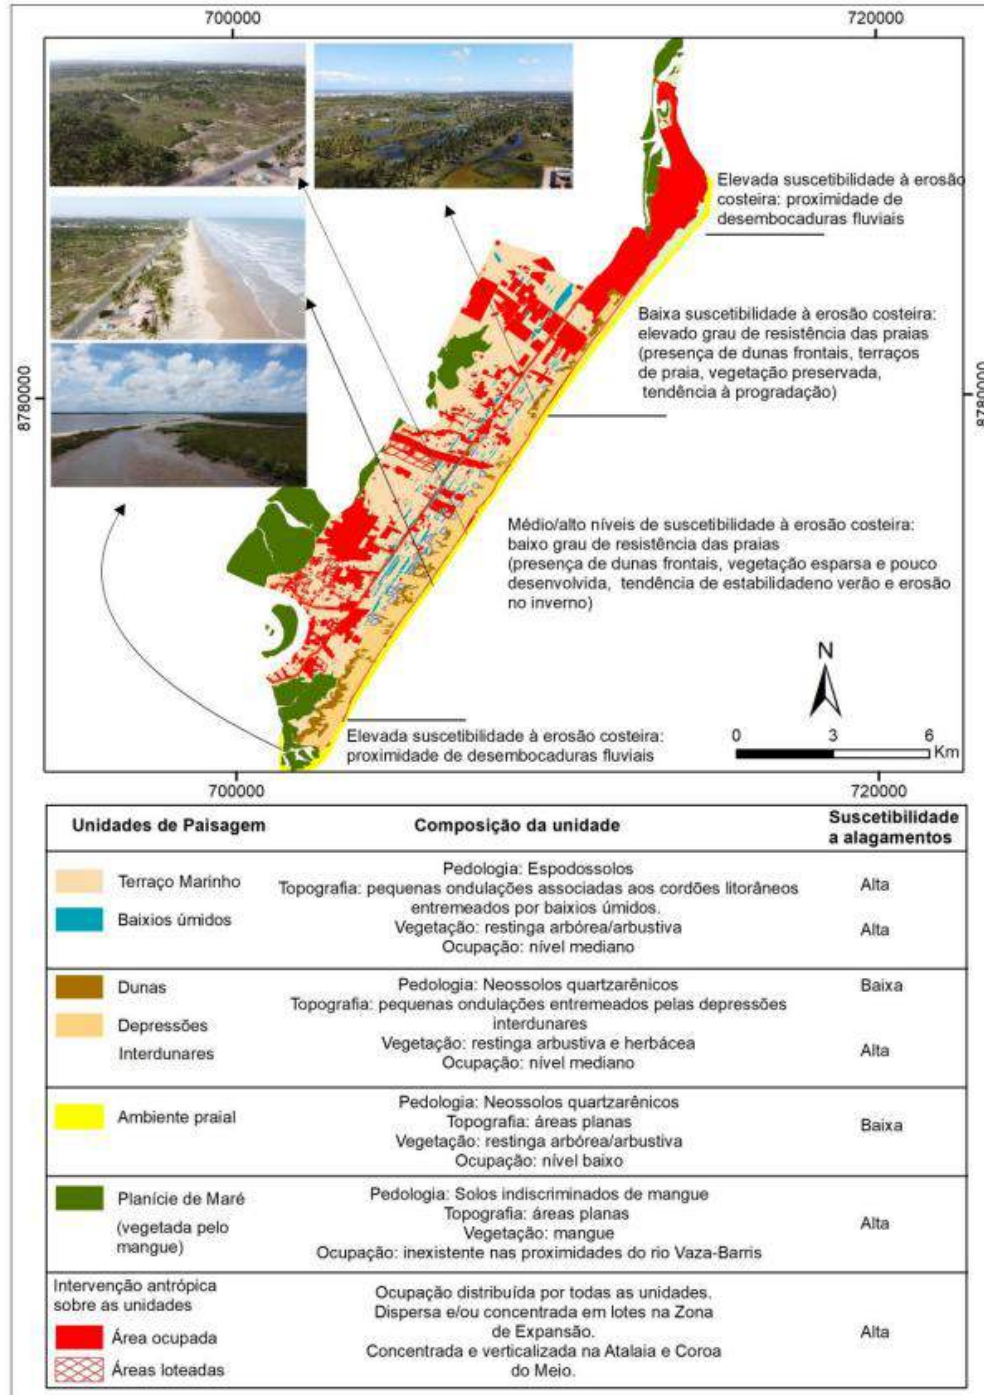 700000
720000
Elevada suscetibilidade à erosão
costeira: proximidade de
desembocaduras fluviais
Baixa suscetibilidade à erosão costeira:
elevado grau de resistência das praias
(presença de dunas frontais, terraços
de praia, vegetação preservada,
tendência à progradação)
8780000
8780000
Médio/alto níveis de suscetibilidade à erosão costeira:
baixo grau de resistência das praias
(presença de dunas frontais, vegetação esparsa e pouco
desenvolvida, tendência de estabilidadeno verão e erosão
no inverno)
N
0 3 6
Km
Elevada suscetibilidade à erosão costeira:
proximidade de desembocaduras fluviais
700000
720000
Unidades de Paisagem
Composição da unidade
Suscetibilidade
a alagamentos
Terraço Marinho
Baixios úmidos
Pedologia: Espodossolos
Topografia: pequenas ondulações associadas aos cordões litorâneos
entremeados por baixios úmidos.
Vegetação: restinga arbórea/arbustiva
Ocupação: nível mediano
Alta
Alta
Dunas
Depressões
Interdunares
Pedologia: Neossolos quartzarênicos
Topografia: pequenas ondulações entremeados pelas depressões
interdunares
Vegetação: restinga arbustiva e herbácea
Ocupação: nível mediano
Baixa
Alta
Ambiente praial
Pedologia: Neossolos quartzarênicos
Topografia: áreas planas
Vegetação: restinga arbórea/arbustiva
Ocupação: nível baixo
Baixa
Planície de Maré
(vegetada pelo
mangue)
Pedologia: Solos indiscriminados de mangue
Topografia: áreas planas
Vegetação: mangue
Ocupação: inexistente nas proximidades do rio Vaza-Barris
Alta
Intervenção antrópica
sobre as unidades
Área ocupada
Áreas loteadas
Ocupação distribuída por todas as unidades.
Dispersa e/ou concentrada em lotes na Zona
de Expansão.
Concentrada e verticalizada na Atalaia e Coroa
do Meio.
Alta